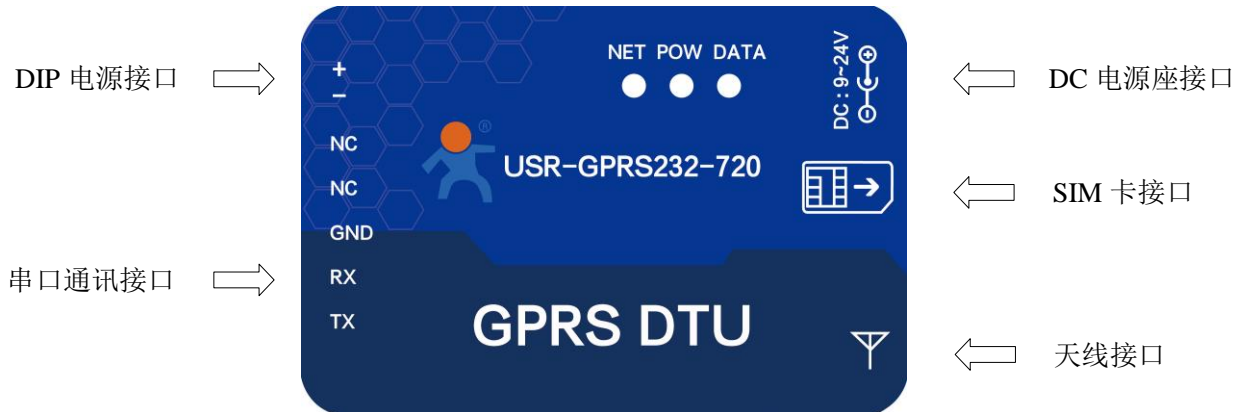 DIP 电源接口
串口通讯接口
+
−
NC
NC
GND
RX
TX
NET POW DATA
®
USR-GPRS232-720
GPRS DTU
DC:9~24V
DC 电源座接口
SIM 卡接口
天线接口